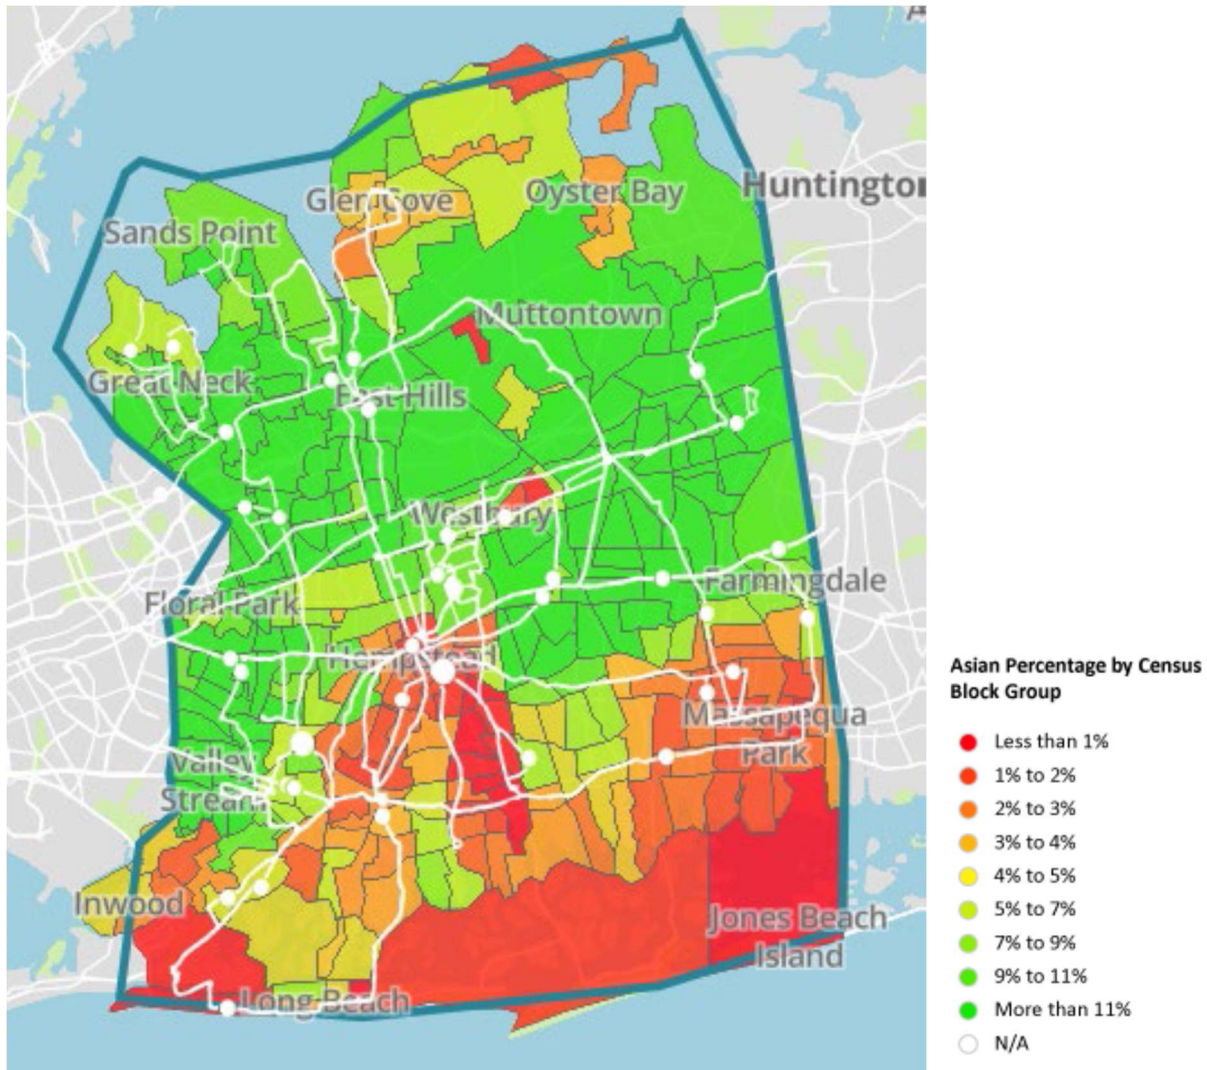 Glen Cove
Oyster Bay
Huntington
Sands Point
Muttontown
Great Neck
East Hills
Westbury
Farmingdale
Floral Park
Hempstead
Massapequa
Park
Valley
Stream
Inwood
Jones Beach
Island
Long Beach
Asian Percentage by Census
Block Group
Less than 1%
1% to 2%
2% to 3%
3% to 4%
4% to 5%
5% to 7%
7% to 9%
9% to 11%
More than 11%
N/A